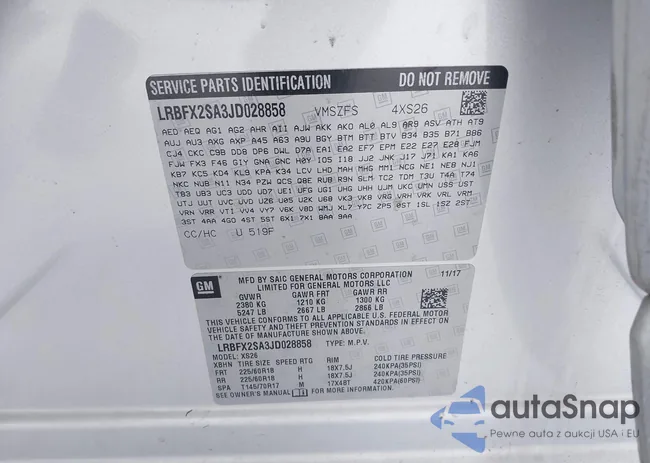 SERVICE PARTS IDENTIFICATION DO NOT REMOVE
LRBFX2SA3JD028858 VMSZFS 4XS26
AED AEQ AG1 AG2 AHR AI1 AJW AKK AKO AL0 AL9 AR9 ASV ATH AT9
AUJ AU3 AXG AXP A45 A63 A9U BGY BTM BTT BTV B34 B35 B71 B86
CJ4 CKC C9B DD8 DP6 DWL D7A EA1 EA2 EF7 EPM E22 E27 E28 FJM
FJW FX3 F46 G1Y GNA GNC H0Y IO5 I18 JJ2 JNK J17 J71 KA1 KA6
KB7 KC5 KD4 KL9 KPA K34 LCV LHD MAH MHG MM1 NCG NE1 NE8 NJ1
NKC NUB N11 N34 PZW QCS Q8E RUB R9N SLM TC2 TDM T3U T4A T74
T83 UB3 UC3 UDD UD7 UE1 UFG UG1 UHG UHH UJM UKC UMN USS UST
UTJ UUT UVC UVD UZ6 U05 U2K U68 VK3 VK8 VRG VRH VRK VRL VRM
VRN VRR VTI VV4 VY7 V6K V8D WMJ XL7 Y7C ZP5 0ST 1SL 1SZ 2ST
3ST 4AA 4GD 4ST 5ST 6X1 7X1 8AA 9AA
CC/HC U 519F
GM
MFD BY SAIC GENERAL MOTORS CORPORATION 11/17
LIMITED FOR GENERAL MOTORS LLC
GVWR GAWR FRT GAWR RR
2380 KG 1210 KG 1300 KG
5247 LB 2667 LB 2866 LB
THIS VEHICLE CONFORMS TO ALL APPLICABLE U.S. FEDERAL MOTOR
VEHICLE SAFETY AND THEFT PREVENTION STANDARDS IN EFFECT ON
THE DATE OF MANUFACTURE SHOWN ABOVE.
LRBFX2SA3JD028858 TYPE: M.P.V.
MODEL: XS26
XBHN TIRE SIZE SPEED RTG RIM COLD TIRE PRESSURE
FRT 225/60R18 H 18X7.5J 240KPA(35PSI)
RR 225/60R18 H 18X7.5J 240KPA(35PSI)
SPA T145/70R17 M 17X4BT 420KPA(60PSI)
SEE OWNER'S MANUAL FOR MORE INFORMATION.
autaSnap
Pewne auta z aukcji USA i EU